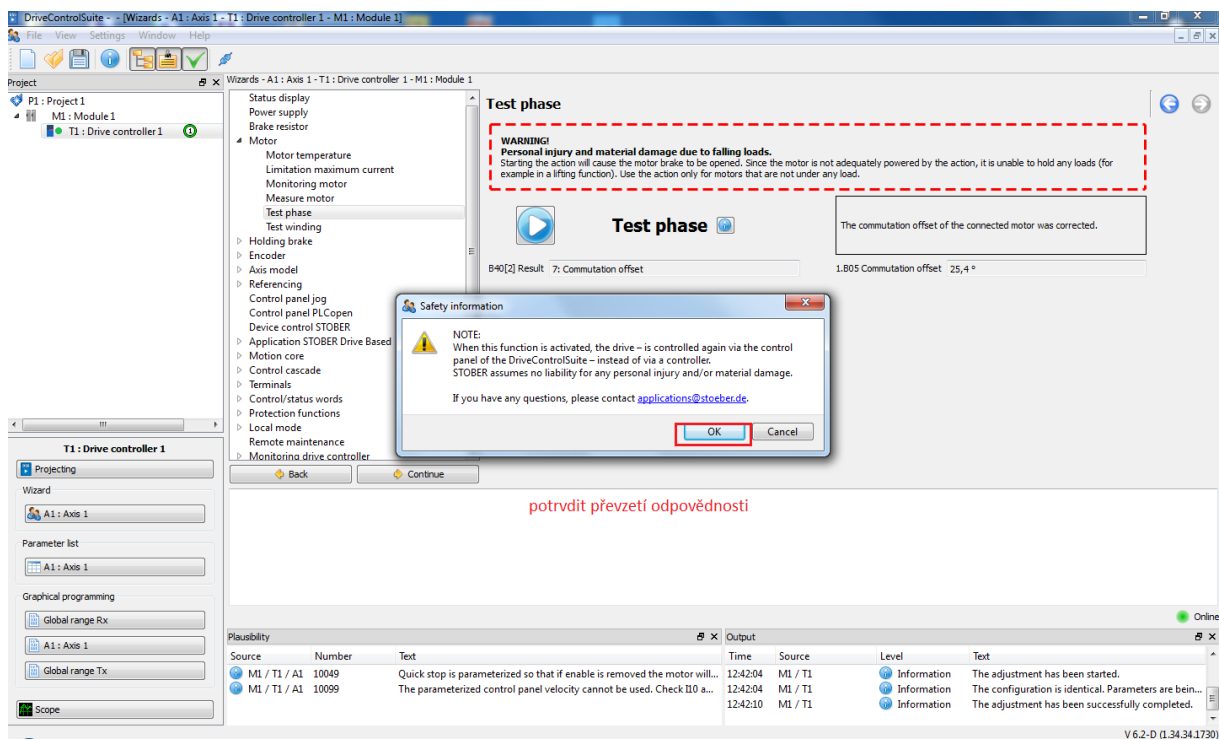 DriveControlSuite - - [Wizards - A1 : Axis 1 - T1 : Drive controller 1 - M1 : Module 1]
File View Settings Window Help
Project
P1 : Project 1
M1 : Module 1
T1 : Drive controller 1
Wizards - A1 : Axis 1 - T1 : Drive controller 1 - M1 : Module 1
Status display
Power supply
Brake resistor
Motor
Motor temperature
Limitation maximum current
Monitoring motor
Measure motor
Test phase
Test winding
Holding brake
Encoder
Axis model
Referencing
Control panel jog
Control panel PLCopen
Device control STOBER
Application STOBER Drive Based
Motion core
Control cascade
Terminals
Control/status words
Protection functions
Local mode
Remote maintenance
Monitoring drive controller
Back
Continue
Test phase
WARNING!
Personal injury and material damage due to falling loads.
Starting the action will cause the motor brake to be opened. Since the motor is not adequately powered by the action, it is unable to hold any loads (for
example in a lifting function). Use the action only for motors that are not under any load.
Test phase
The commutation offset of the connected motor was corrected.
B40[2] Result 7: Commutation offset
1.B05 Commutation offset 25,4 °
Safety information
NOTE:
When this function is activated, the drive – is controlled again via the control
panel of the DriveControlSuite – instead of via a controller.
STOBER assumes no liability for any personal injury and/or material damage.
If you have any questions, please contact applications@stoeber.de.
OK
Cancel
potrvdit převzetí odpovědnosti
T1 : Drive controller 1
Projecting
Wizard
A1 : Axis 1
Parameter list
A1 : Axis 1
Graphical programming
Global range Rx
A1 : Axis 1
Global range Tx
Scope
Online
Plausibility
Source Number Text
M1 / T1 / A1 10049 Quick stop is parameterized so that if enable is removed the motor will...
M1 / T1 / A1 10099 The parameterized control panel velocity cannot be used. Check I10 a...
Output
Time Source Level Text
12:42:04 M1 / T1 Information The adjustment has been started.
12:42:04 M1 / T1 Information The configuration is identical. Parameters are bein...
12:42:10 M1 / T1 Information The adjustment has been successfully completed.
V 6.2-D (1.34.34.1730)